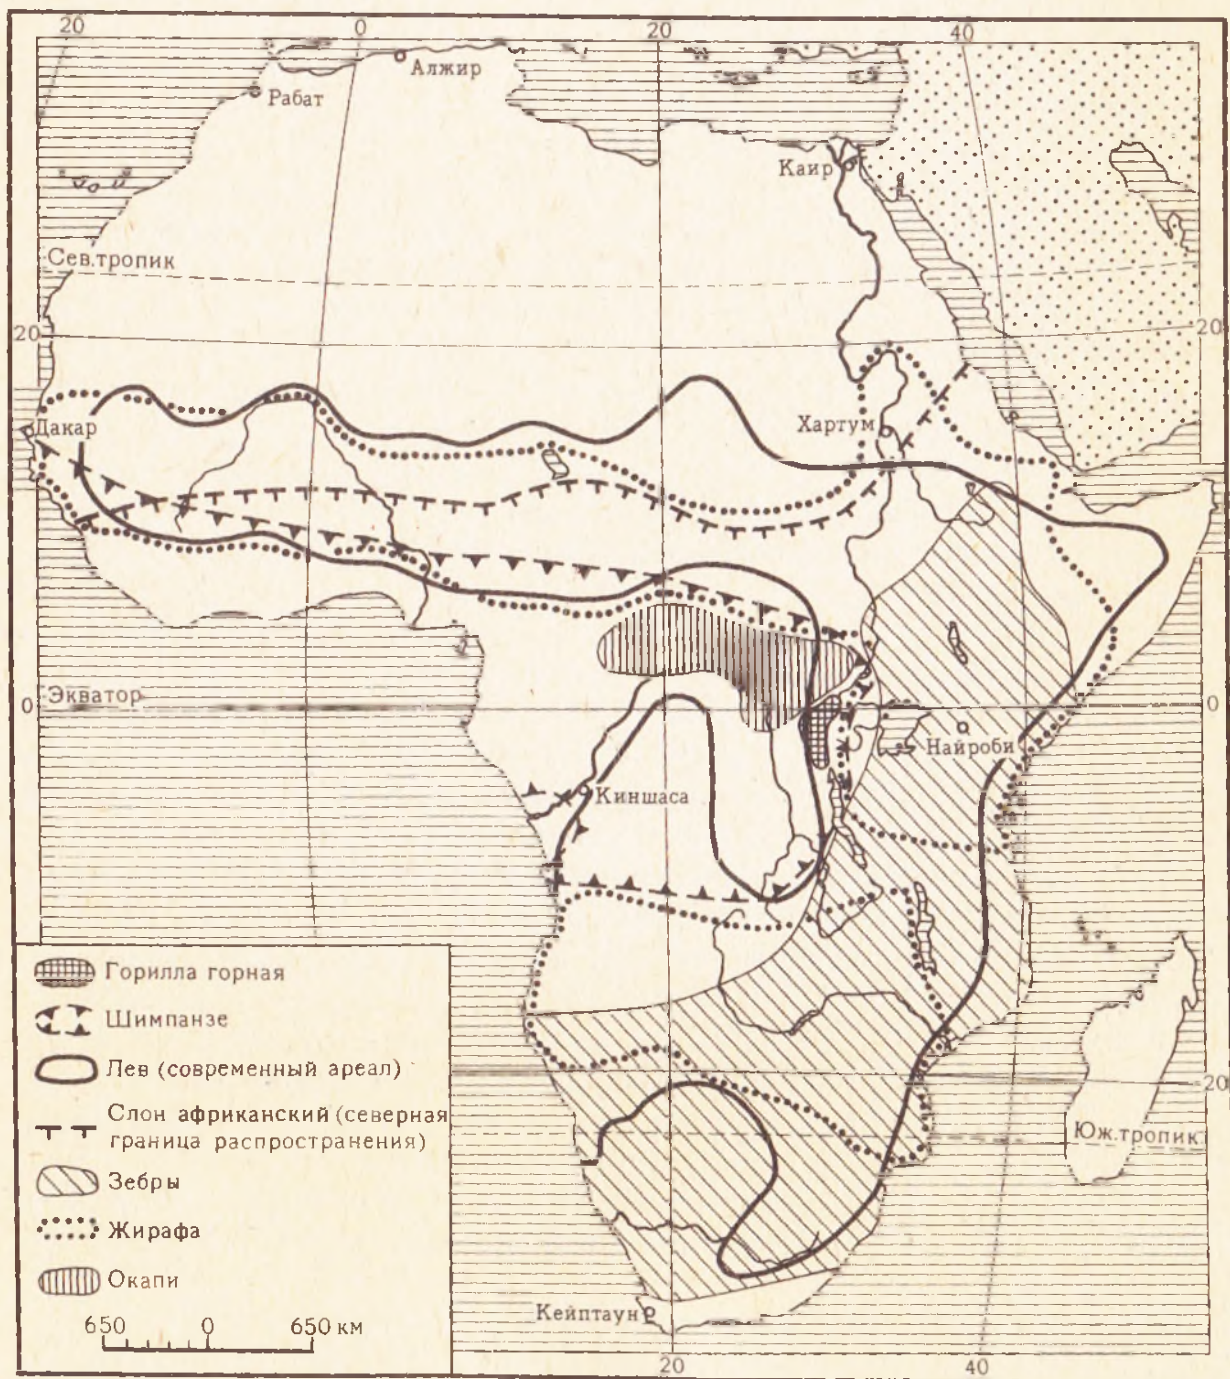 20
0
20
40
Алжир
Рабат
Каир
Сев.тропик
20
20
Дакар
Хартум
Экватор
0
0
Найроби
Киншаса
Горилла горная
Шимпанзе
Лев (современный ареал)
Слон африканский (северная
граница распространения)
Зебры
Жирафа
Окапи
650 0 650 км
20
Юж.тропик
Кейптаун
20
40